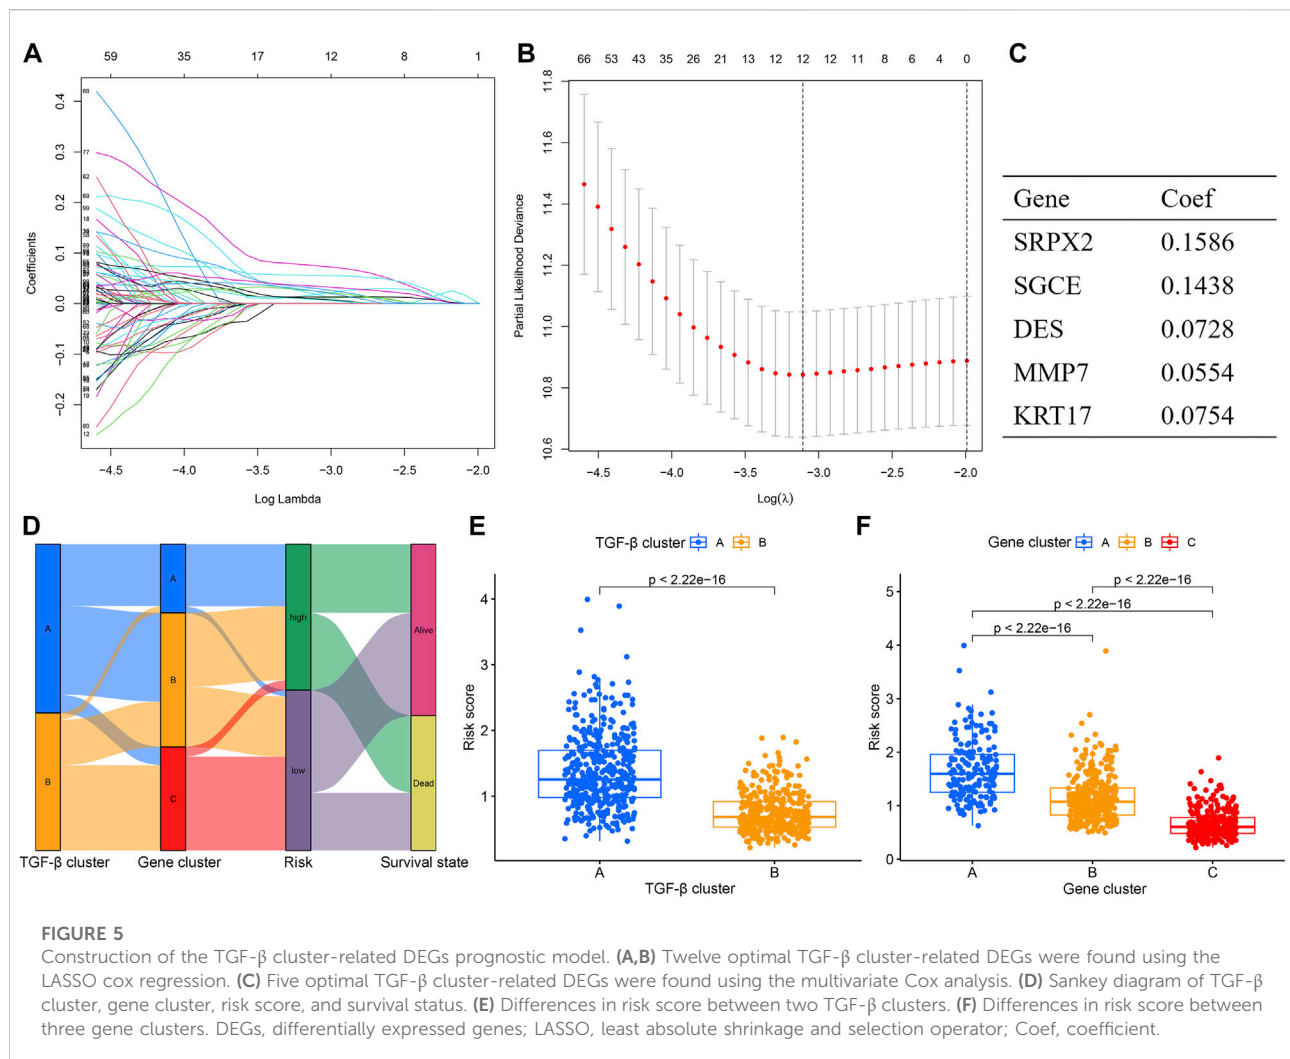 A
59 35 17 12 8 1
0.4
0.3
0.2
0.1
0.0
−0.1
−0.2
Coefficients
68
77
82
69
99
18
19
80
12
−4.5 −4.0 −3.5 −3.0 −2.5 −2.0
Log Lambda
B
66 53 43 35 26 21 13 12 12 12 11 8 6 4 0
11.8
11.6
11.4
11.2
11.0
10.8
10.6
Partial Likelihood Deviance
−4.5 −4.0 −3.5 −3.0 −2.5 −2.0
Log(λ)
C
Gene Coef
SRPX2 0.1586
SGCE 0.1438
DES 0.0728
MMP7 0.0554
KRT17 0.0754
D
A
B
A
B
C
high
low
Alive
Dead
TGF-β cluster Gene cluster Risk Survival state
E
TGF-β cluster A B
p < 2.22e−16
4
3
2
1
Risk score
A B
TGF-β cluster
F
Gene cluster A B C
p < 2.22e−16
p < 2.22e−16
p < 2.22e−16
5
4
3
2
1
0
Risk score
A B C
Gene cluster
FIGURE 5
Construction of the TGF-β cluster-related DEGs prognostic model. (A,B) Twelve optimal TGF-β cluster-related DEGs were found using the
LASSO cox regression. (C) Five optimal TGF-β cluster-related DEGs were found using the multivariate Cox analysis. (D) Sankey diagram of TGF-β
cluster, gene cluster, risk score, and survival status. (E) Differences in risk score between two TGF-β clusters. (F) Differences in risk score between
three gene clusters. DEGs, differentially expressed genes; LASSO, least absolute shrinkage and selection operator; Coef, coefficient.